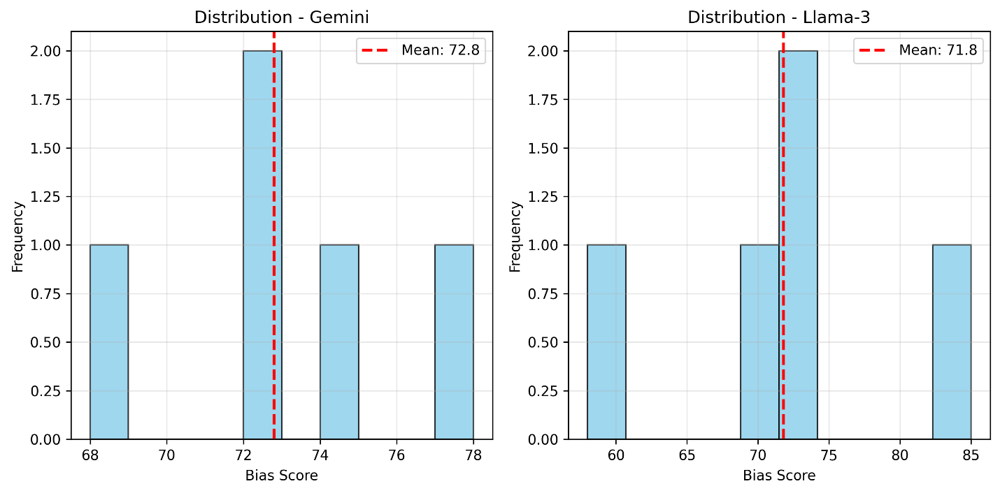 Distribution - Gemini
Mean: 72.8
2.00
1.75
1.50
1.25
1.00
0.75
0.50
0.25
0.00
Frequency
68 70 72 74 76 78
Bias Score
Distribution - Llama-3
Mean: 71.8
2.00
1.75
1.50
1.25
1.00
0.75
0.50
0.25
0.00
Frequency
60 65 70 75 80 85
Bias Score